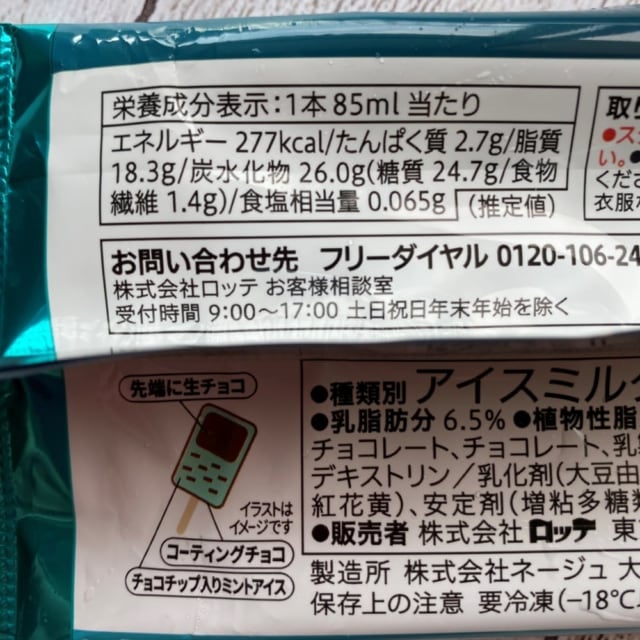 栄養成分表示:1本85ml当たり
エネルギー 277kcal/たんぱく質 2.7g/脂質
18.3g/炭水化物 26.0g(糖質 24.7g/食物
繊維 1.4g)/食塩相当量 0.065g (推定値)
お問い合わせ先 フリーダイヤル 0120-106-24
株式会社ロッテ お客様相談室
受付時間 9:00〜17:00 土日祝日年末年始を除く
取り
●ス
い。●
くださ
衣服
先端に生チョコ
イラストは
イメージです
コーティングチョコ
チョコチップ入りミントアイス
●種類別 アイスミルク
●乳脂肪分 6.5% ●植物性脂
チョコレート、チョコレート、乳
デキストリン/乳化剤(大豆由
紅花黄)、安定剤(増粘多糖類
●販売者 株式会社ロッテ 東
製造所 株式会社ネージュ 大
保存上の注意 要冷凍(−18℃